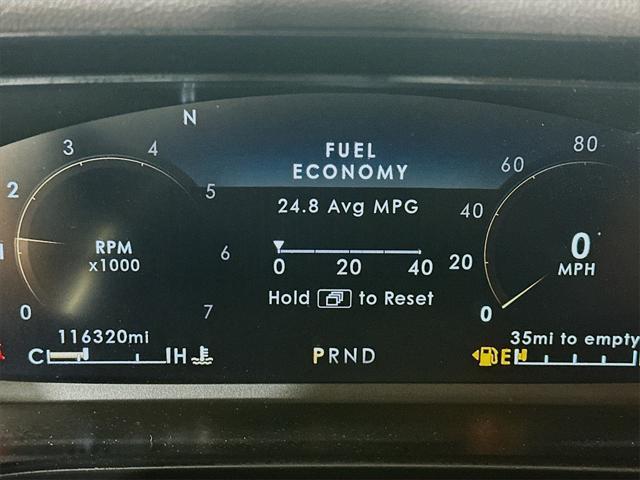 N
FUEL
ECONOMY
24.8 Avg MPG
0 20 40
Hold to Reset
0 1 2 3 4 5 6 7
RPM
x1000
0 20 40 60 80
0
MPH
116320mi
C H
PRND
35mi to empty
E